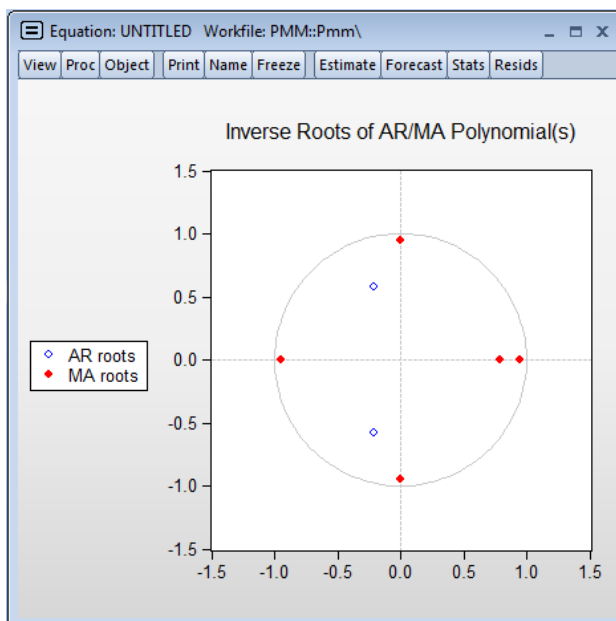 Equation: UNTITLED Workfile: PMM::Pmm\
View Proc Object Print Name Freeze Estimate Forecast Stats Resids
Inverse Roots of AR/MA Polynomial(s)
1.5
1.0
0.5
0.0
-0.5
-1.0
-1.5
AR roots
MA roots
-1.5 -1.0 -0.5 0.0 0.5 1.0 1.5